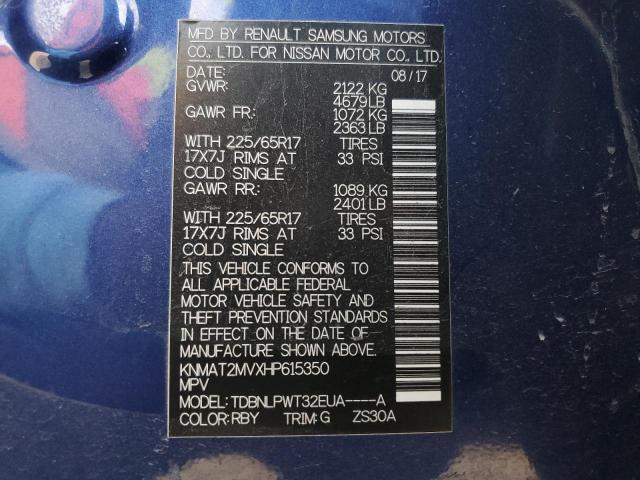 MFD BY RENAULT SAMSUNG MOTORS
CO., LTD. FOR NISSAN MOTOR CO., LTD.
DATE: 08/17
GVWR: 2122 KG
4679 LB
GAWR FR: 1072 KG
2363 LB
WITH 225/65R17 TIRES
17X7J RIMS AT 33 PSI
COLD SINGLE
GAWR RR: 1089 KG
2401 LB
WITH 225/65R17 TIRES
17X7J RIMS AT 33 PSI
COLD SINGLE
THIS VEHICLE CONFORMS TO
ALL APPLICABLE FEDERAL
MOTOR VEHICLE SAFETY AND
THEFT PREVENTION STANDARDS
IN EFFECT ON THE DATE OF
MANUFACTURE SHOWN ABOVE.
KNMAT2MVXHP615350
MPV
MODEL: TDBNLPWT32EUA----A
COLOR: RBY TRIM: G ZS30A